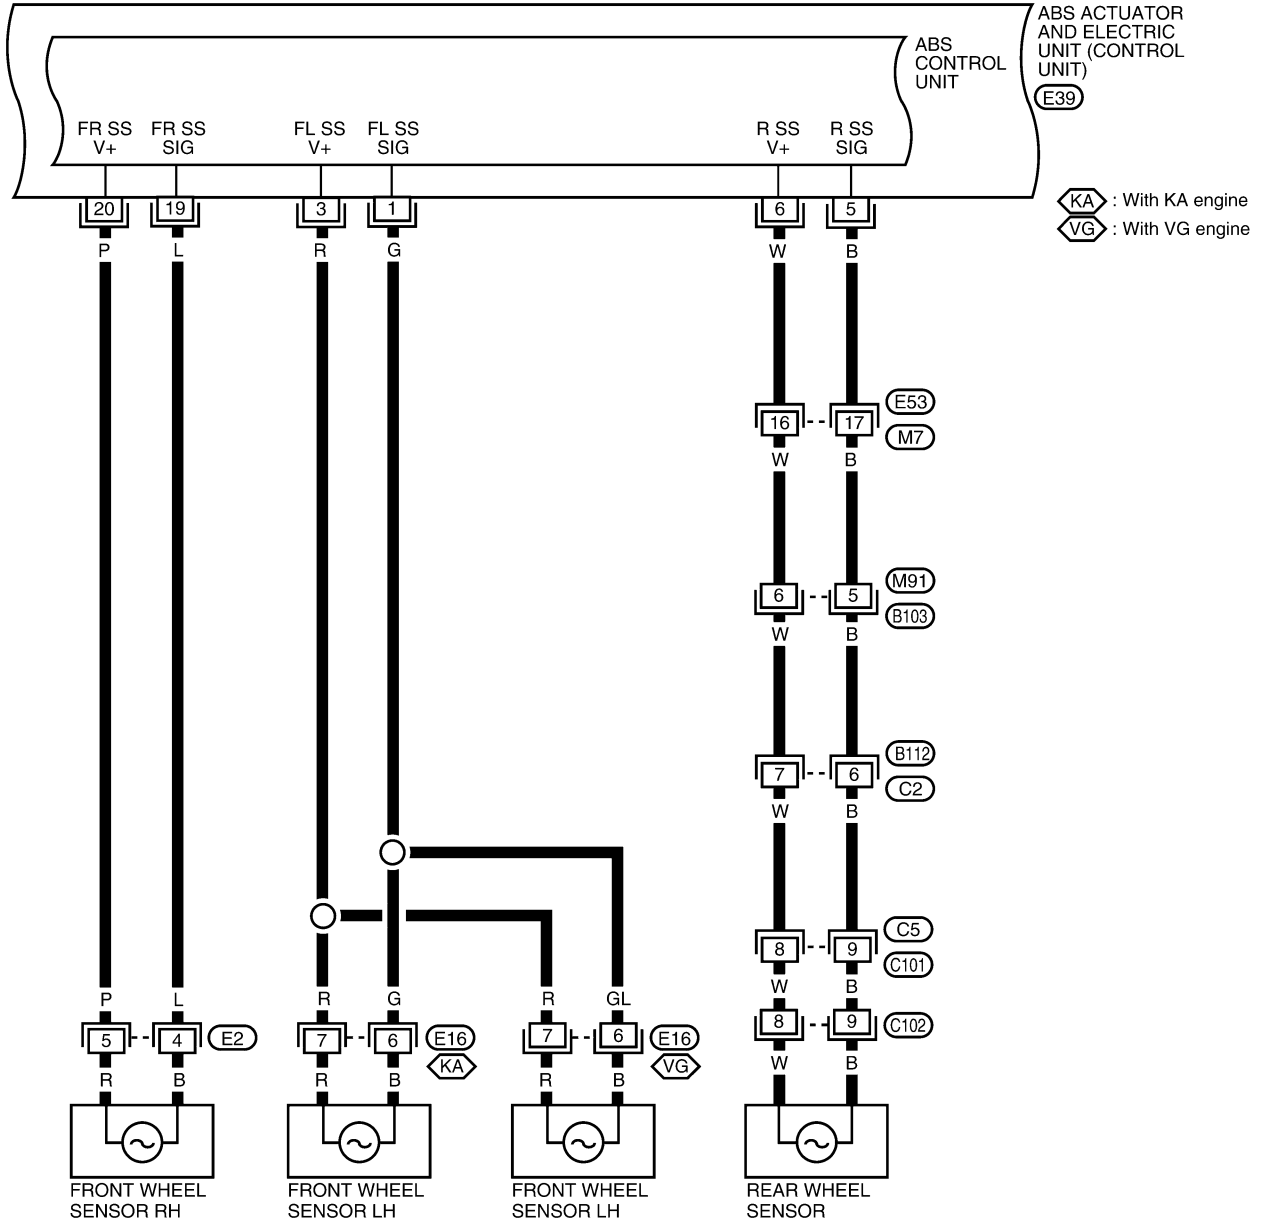 ABS ACTUATOR
AND ELECTRIC
UNIT (CONTROL
UNIT)
E39
ABS
CONTROL
UNIT
FR SS
V+
FR SS
SIG
FL SS
V+
FL SS
SIG
R SS
V+
R SS
SIG
KA : With KA engine
VG : With VG engine
20 19 3 1 6 5
P L R G W B
E53
16 17
M7
W B
M91
6 5
B103
W B
B112
7 6
C2
W B
C5
8 9
C101
W B
P L R G R GL
5 4 E2 7 6 E16 7 6 E16 8 9 C102
KA VG
R B R B R B W B
FRONT WHEEL
SENSOR RH
FRONT WHEEL
SENSOR LH
FRONT WHEEL
SENSOR LH
REAR WHEEL
SENSOR